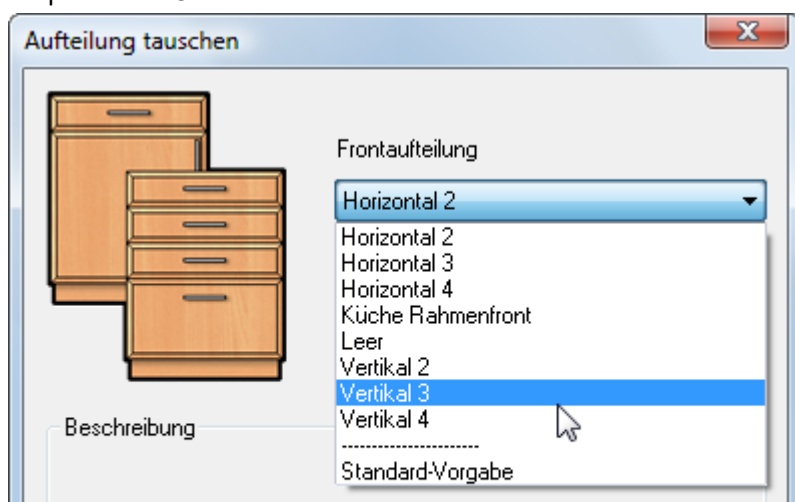 Aufteilung tauschen
Frontaufteilung
Horizontal 2
Horizontal 2
Horizontal 3
Horizontal 4
Küche Rahmenfront
Leer
Vertikal 2
Vertikal 3
Vertikal 4
----------------------
Standard-Vorgabe
Beschreibung